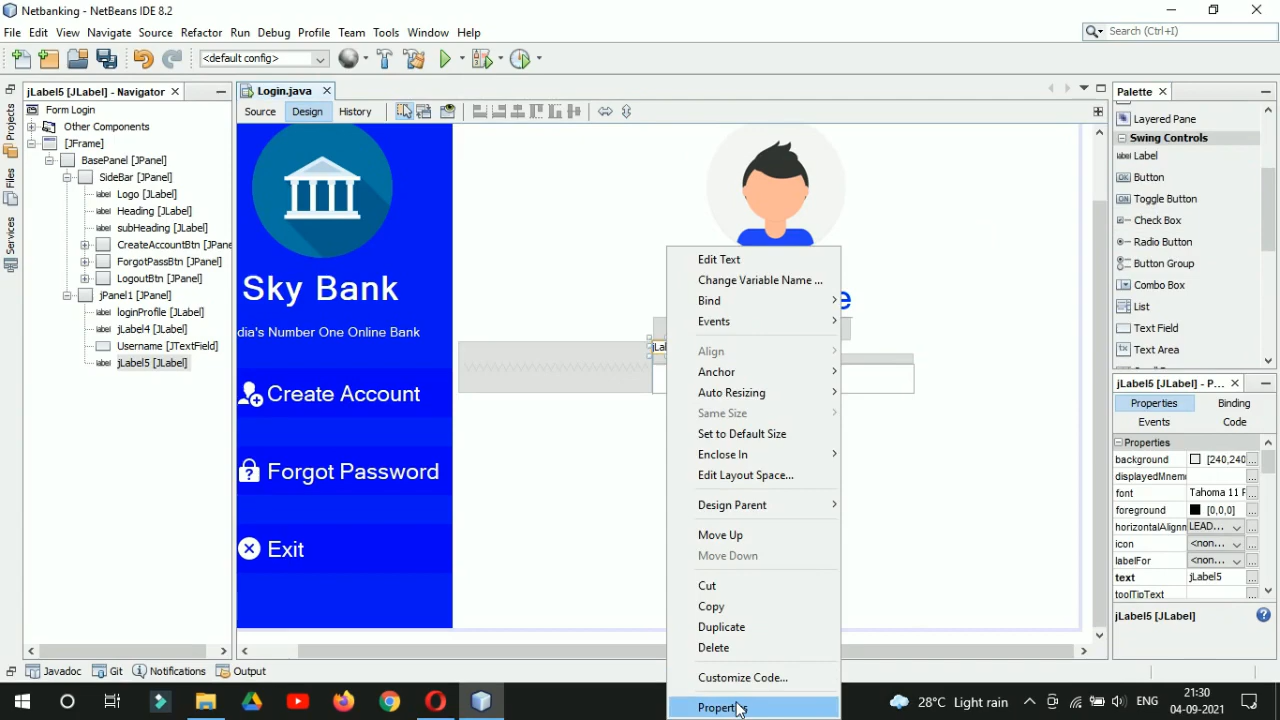 Netbanking - NetBeans IDE 8.2
File Edit View Navigate Source Refactor Run Debug Profile Team Tools Window Help
Search (Ctrl+I)
<default config>
jLabel5 [JLabel] - Navigator
Form Login
Other Components
[JFrame]
BasePanel [JPanel]
SideBar [JPanel]
Logo [JLabel]
Heading [JLabel]
subHeading [JLabel]
CreateAccountBtn [JPane
ForgotPassBtn [JPanel]
LogoutBtn [JPanel]
jPanel1 [JPanel]
loginProfile [JLabel]
jLabel4 [JLabel]
Username [JTextField]
jLabel5 [JLabel]
Projects
Files
Services
Login.java
Source Design History
Sky Bank
dia's Number One Online Bank
Create Account
Forgot Password
Exit
e
jLal
Edit Text
Change Variable Name ...
Bind
Events
Align
Anchor
Auto Resizing
Same Size
Set to Default Size
Enclose In
Edit Layout Space...
Design Parent
Move Up
Move Down
Cut
Copy
Duplicate
Delete
Customize Code...
Properties
Palette
Layered Pane
Swing Controls
label Label
OK Button
ON Toggle Button
Check Box
Radio Button
Button Group
Combo Box
List
Text Field
Text Area
jLabel5 [JLabel] - P...
Properties Binding
Events Code
Properties
background [240,240 ...
displayedMnem ...
font Tahoma 11 P ...
foreground [0,0,0] ...
horizontalAlignm LEAD... ...
icon <non... ...
labelFor <non... ...
text jLabel5 ...
toolTipText ...
jLabel5 [JLabel]
Javadoc Git Notifications Output
28°C Light rain
ENG
21:30
04-09-2021